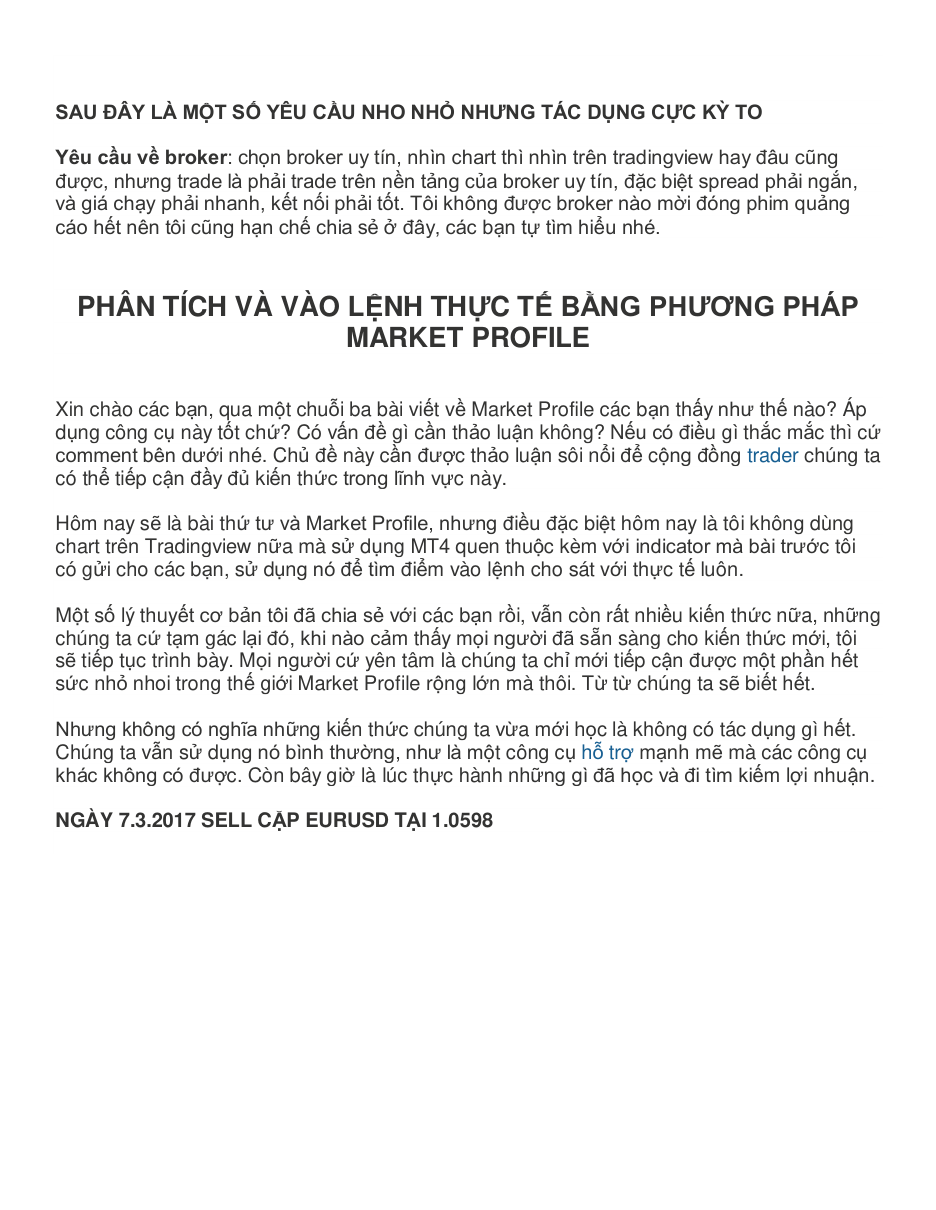 SAU ĐÂY LÀ MỘT SỐ YÊU CẦU NHO NHỎ NHƯNG TÁC DỤNG CỰC KỲ TO
Yêu cầu về broker: chọn broker uy tín, nhìn chart thì nhìn trên tradingview hay đâu cũng
được, nhưng trade là phải trade trên nền tảng của broker uy tín, đặc biệt spread phải ngắn,
và giá chạy phải nhanh, kết nối phải tốt. Tôi không được broker nào mời đóng phim quảng
cáo hết nên tôi cũng hạn chế chia sẻ ở đây, các bạn tự tìm hiểu nhé.
PHÂN TÍCH VÀ VÀO LỆNH THỰC TẾ BẰNG PHƯƠNG PHÁP
MARKET PROFILE
Xin chào các bạn, qua một chuỗi ba bài viết về Market Profile các bạn thấy như thế nào? Áp
dụng công cụ này tốt chứ? Có vấn đề gì cần thảo luận không? Nếu có điều gì thắc mắc thì cứ
comment bên dưới nhé. Chủ đề này cần được thảo luận sôi nổi để cộng đồng trader chúng ta
có thể tiếp cận đầy đủ kiến thức trong lĩnh vực này.
Hôm nay sẽ là bài thứ tư và Market Profile, nhưng điều đặc biệt hôm nay là tôi không dùng
chart trên Tradingview nữa mà sử dụng MT4 quen thuộc kèm với indicator mà bài trước tôi
có gửi cho các bạn, sử dụng nó để tìm điểm vào lệnh cho sát với thực tế luôn.
Một số lý thuyết cơ bản tôi đã chia sẻ với các bạn rồi, vẫn còn rất nhiều kiến thức nữa, những
chúng ta cứ tạm gác lại đó, khi nào cảm thấy mọi người đã sẵn sàng cho kiến thức mới, tôi
sẽ tiếp tục trình bày. Mọi người cứ yên tâm là chúng ta chỉ mới tiếp cận được một phần hết
sức nhỏ nhoi trong thế giới Market Profile rộng lớn mà thôi. Từ từ chúng ta sẽ biết hết.
Nhưng không có nghĩa những kiến thức chúng ta vừa mới học là không có tác dụng gì hết.
Chúng ta vẫn sử dụng nó bình thường, như là một công cụ hỗ trợ mạnh mẽ mà các công cụ
khác không có được. Còn bây giờ là lúc thực hành những gì đã học và đi tìm kiếm lợi nhuận.
NGÀY 7.3.2017 SELL CẶP EURUSD TẠI 1.0598